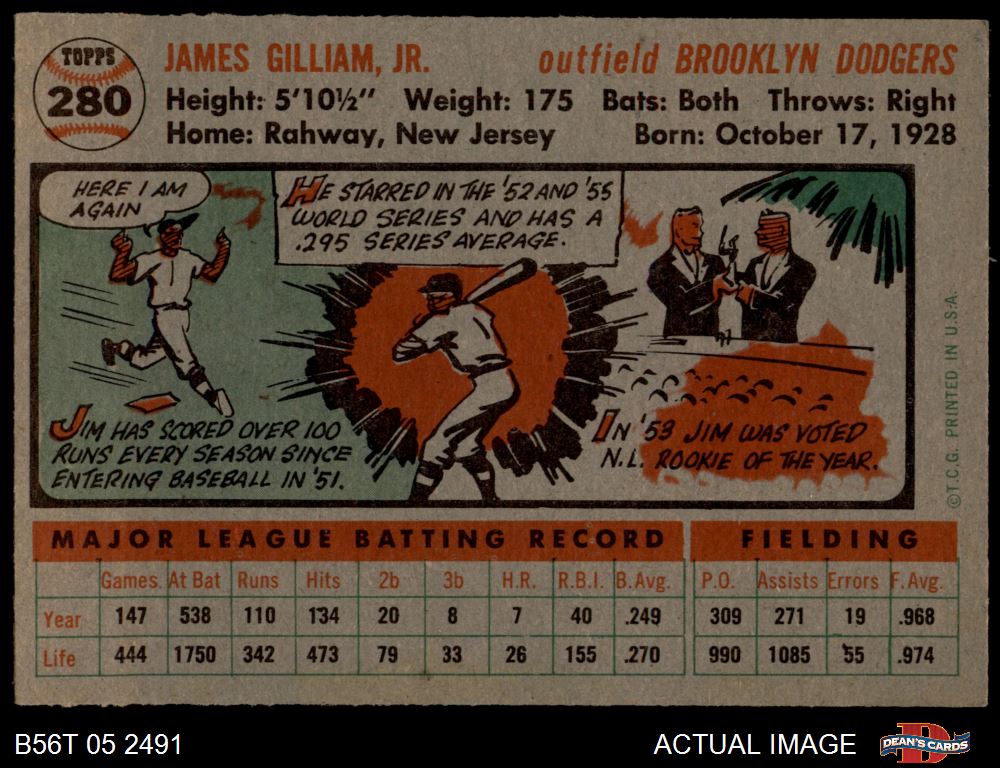 TOPPS
280
JAMES GILLIAM, JR. outfield BROOKLYN DODGERS
Height: 5'10½" Weight: 175 Bats: Both Throws: Right
Home: Rahway, New Jersey Born: October 17, 1928
HERE I AM
AGAIN
HE STARRED IN THE '52 AND '55
WORLD SERIES AND HAS A
.295 SERIES AVERAGE.
JIM HAS SCORED OVER 100
RUNS EVERY SEASON SINCE
ENTERING BASEBALL IN '51.
IN '53 JIM WAS VOTED
N.L. ROOKIE OF THE YEAR.
©T.C.G. PRINTED IN U.S.A.
MAJOR LEAGUE BATTING RECORD FIELDING
Games. At Bat Runs Hits 2b 3b H.R. R.B.I. B.Avg. P.O. Assists Errors F.Avg.
Year 147 538 110 134 20 8 7 40 .249 309 271 19 .968
Life 444 1750 342 473 79 33 26 155 .270 990 1085 55 .974
B56T 05 2491 ACTUAL IMAGE DEAN'S CARDS